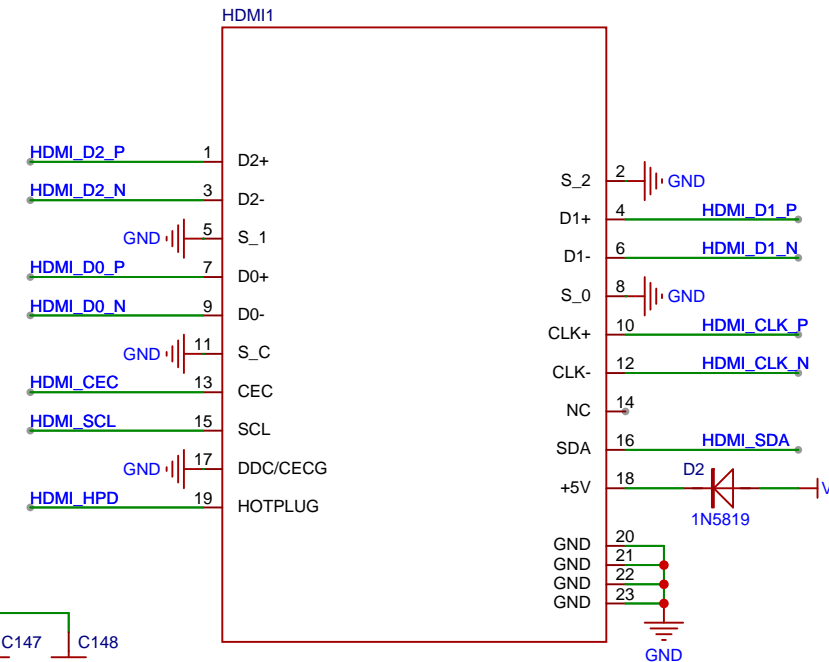 HDMI1
HDMI_D2_P 1 D2+
HDMI_D2_N 3 D2-
GND 5 S_1
HDMI_D0_P 7 D0+
HDMI_D0_N 9 D0-
GND 11 S_C
HDMI_CEC 13 CEC
HDMI_SCL 15 SCL
GND 17 DDC/CECG
HDMI_HPD 19 HOTPLUG
S_2 2 GND
D1+ 4 HDMI_D1_P
D1- 6 HDMI_D1_N
S_0 8 GND
CLK+ 10 HDMI_CLK_P
CLK- 12 HDMI_CLK_N
NC 14
SDA 16 HDMI_SDA
+5V 18 D2 V
1N5819
GND 20
GND 21
GND 22
GND 23
GND
C147 C148